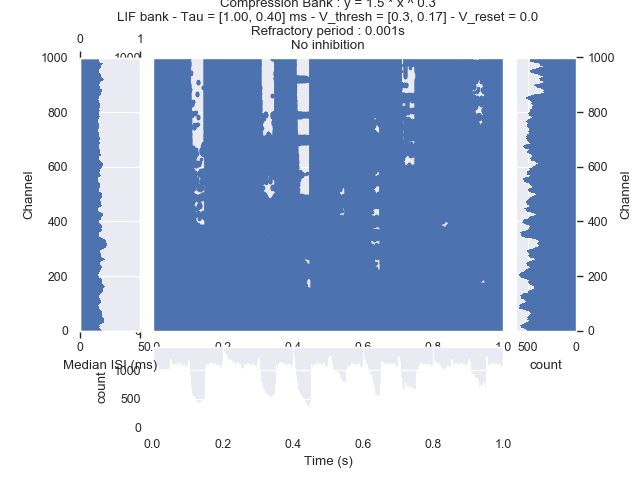 Compression Bank : y = 1.5 * x ^ 0.3
LIF bank - Tau = [1.00, 0.40] ms - V_thresh = [0.3, 0.17] - V_reset = 0.0
Refractory period : 0.001s
No inhibition
0 1
1000 1000 1000
800 800
600 600
400 400
200 200
0 0
Channel
Channel
0 0.2 0.4 0.6 0.8 1.0 500 0
Median ISI (ms)
count
count
1000
500
0
0.0 0.2 0.4 0.6 0.8 1.0
Time (s)